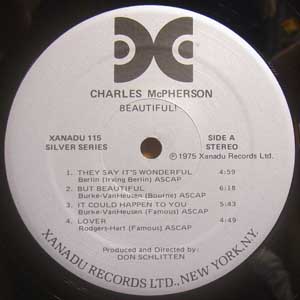 CHARLES McPHERSON
BEAUTIFUL!
XANADU 115
SILVER SERIES
SIDE A
STEREO
℗ 1975 Xanadu Records Ltd.
1. THEY SAY IT'S WONDERFUL 4:59
Berlin (Irving Berlin) ASCAP
2. BUT BEAUTIFUL 6:18
Burke-VanHeusen (Bourne) ASCAP
3. IT COULD HAPPEN TO YOU 5:43
Burke-VanHeusen (Famous) ASCAP
4. LOVER 4:49
Rodgers-Hart (Famous) ASCAP
Produced and Directed by:
DON SCHLITTEN
XANADU RECORDS LTD., NEW YORK, N.Y.